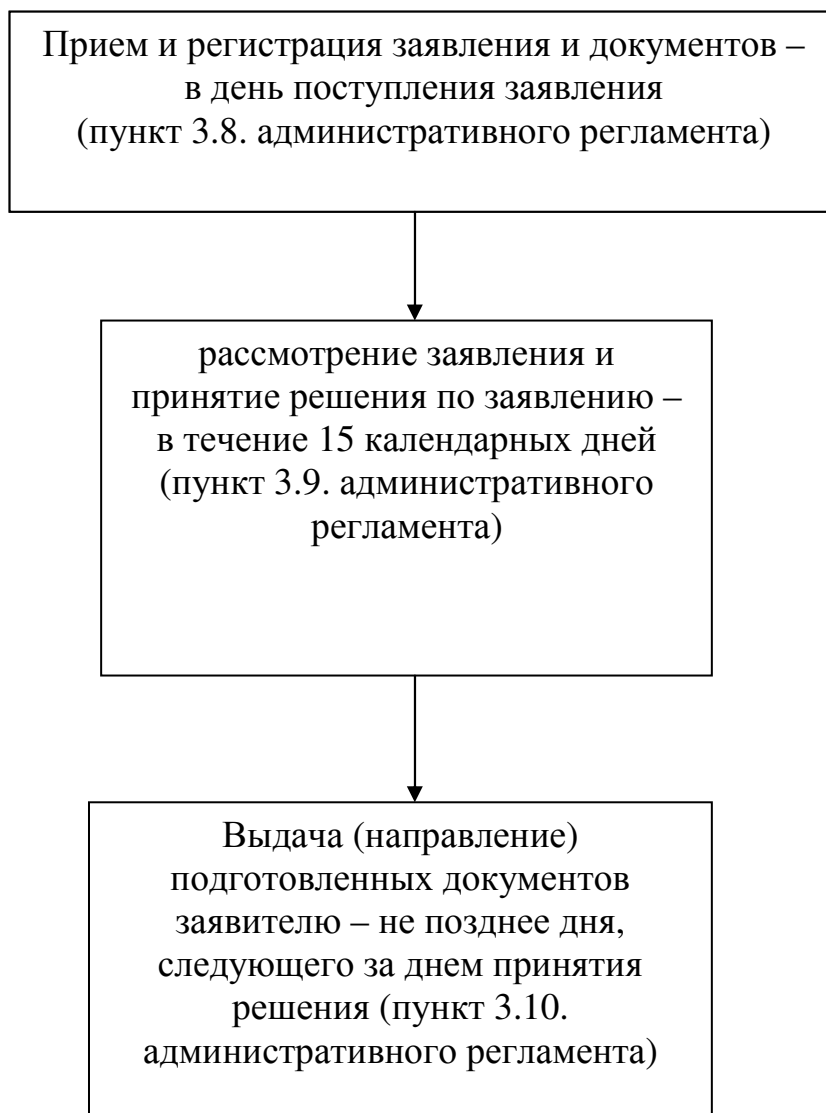 Прием и регистрация заявления и документов –
в день поступления заявления
(пункт 3.8. административного регламента)
рассмотрение заявления и
принятие решения по заявлению –
в течение 15 календарных дней
(пункт 3.9. административного
регламента)
Выдача (направление)
подготовленных документов
заявителю – не позднее дня,
следующего за днем принятия
решения (пункт 3.10.
административного регламента)